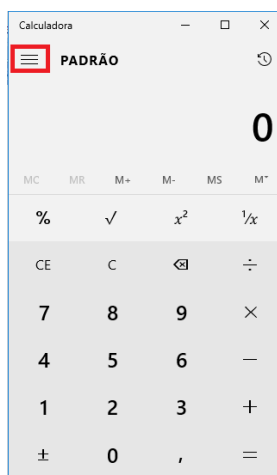 Calculadora
PADRÃO
0
MC MR M+ M- MS M˅
% √ x² ¹/x
CE C ⌫ ÷
7 8 9 ×
4 5 6 −
1 2 3 +
± 0 , =